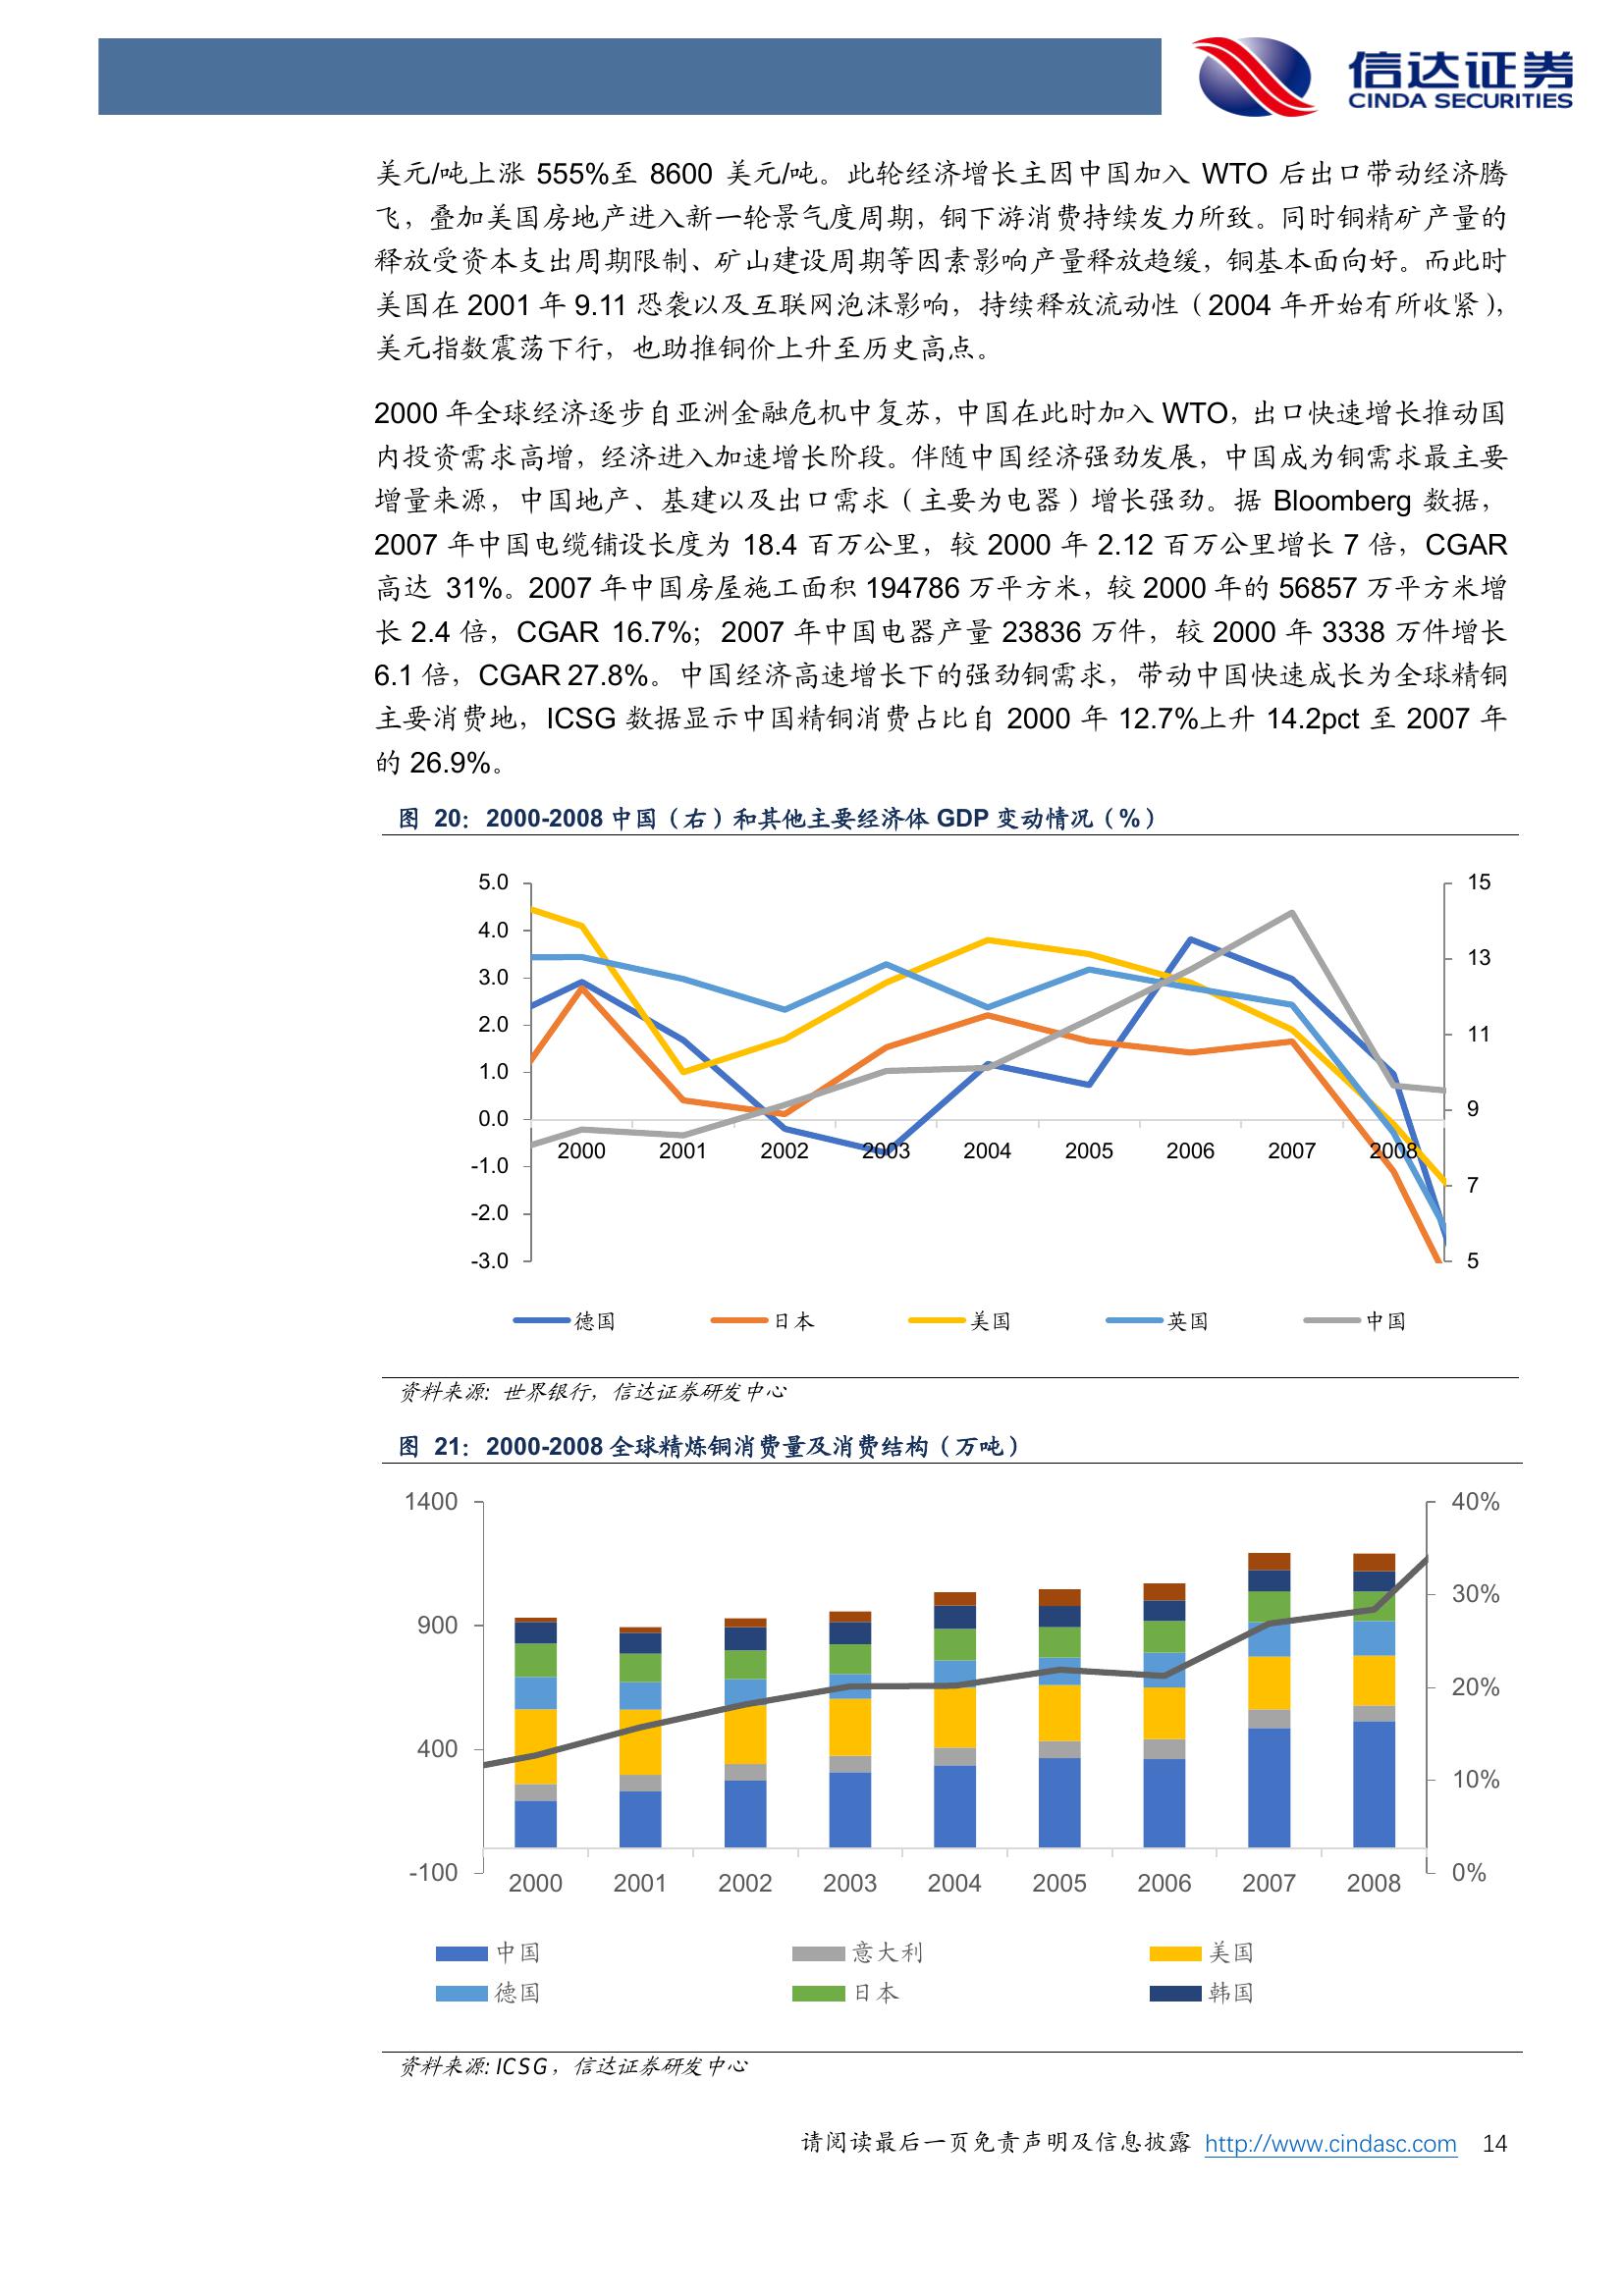 信达证券
CINDA SECURITIES
美元/吨上涨 555%至 8600 美元/吨。此轮经济增长主因中国加入 WTO 后出口带动经济腾
飞，叠加美国房地产进入新一轮景气度周期，铜下游消费持续发力所致。同时铜精矿产量的
释放受资本支出周期限制、矿山建设周期等因素影响产量释放趋缓，铜基本面向好。而此时
美国在 2001 年 9.11 恐袭以及互联网泡沫影响，持续释放流动性（2004 年开始有所收紧），
美元指数震荡下行，也助推铜价上升至历史高点。
2000 年全球经济逐步自亚洲金融危机中复苏，中国在此时加入 WTO，出口快速增长推动国
内投资需求高增，经济进入加速增长阶段。伴随中国经济强劲发展，中国成为铜需求最主要
增量来源，中国地产、基建以及出口需求（主要为电器）增长强劲。据 Bloomberg 数据，
2007 年中国电缆铺设长度为 18.4 百万公里，较 2000 年 2.12 百万公里增长 7 倍，CGAR
高达 31%。2007 年中国房屋施工面积 194786 万平方米，较 2000 年的 56857 万平方米增
长 2.4 倍，CGAR 16.7%；2007 年中国电器产量 23836 万件，较 2000 年 3338 万件增长
6.1 倍，CGAR 27.8%。中国经济高速增长下的强劲铜需求，带动中国快速成长为全球精铜
主要消费地，ICSG 数据显示中国精铜消费占比自 2000 年 12.7%上升 14.2pct 至 2007 年
的 26.9%。
图 20：2000-2008 中国（右）和其他主要经济体 GDP 变动情况（%）
5.0 15
4.0
3.0 13
2.0
1.0 11
0.0 9
2000 2001 2002 2003 2004 2005 2006 2007 2008
-1.0 7
-2.0
-3.0 5
德国 日本 美国 英国 中国
资料来源：世界银行，信达证券研发中心
图 21：2000-2008 全球精炼铜消费量及消费结构（万吨）
1400 40%
30%
900
20%
400
10%
-100 0%
2000 2001 2002 2003 2004 2005 2006 2007 2008
中国 意大利 美国
德国 日本 韩国
资料来源：ICSG，信达证券研发中心
请阅读最后一页免责声明及信息披露 http://www.cindasc.com 14